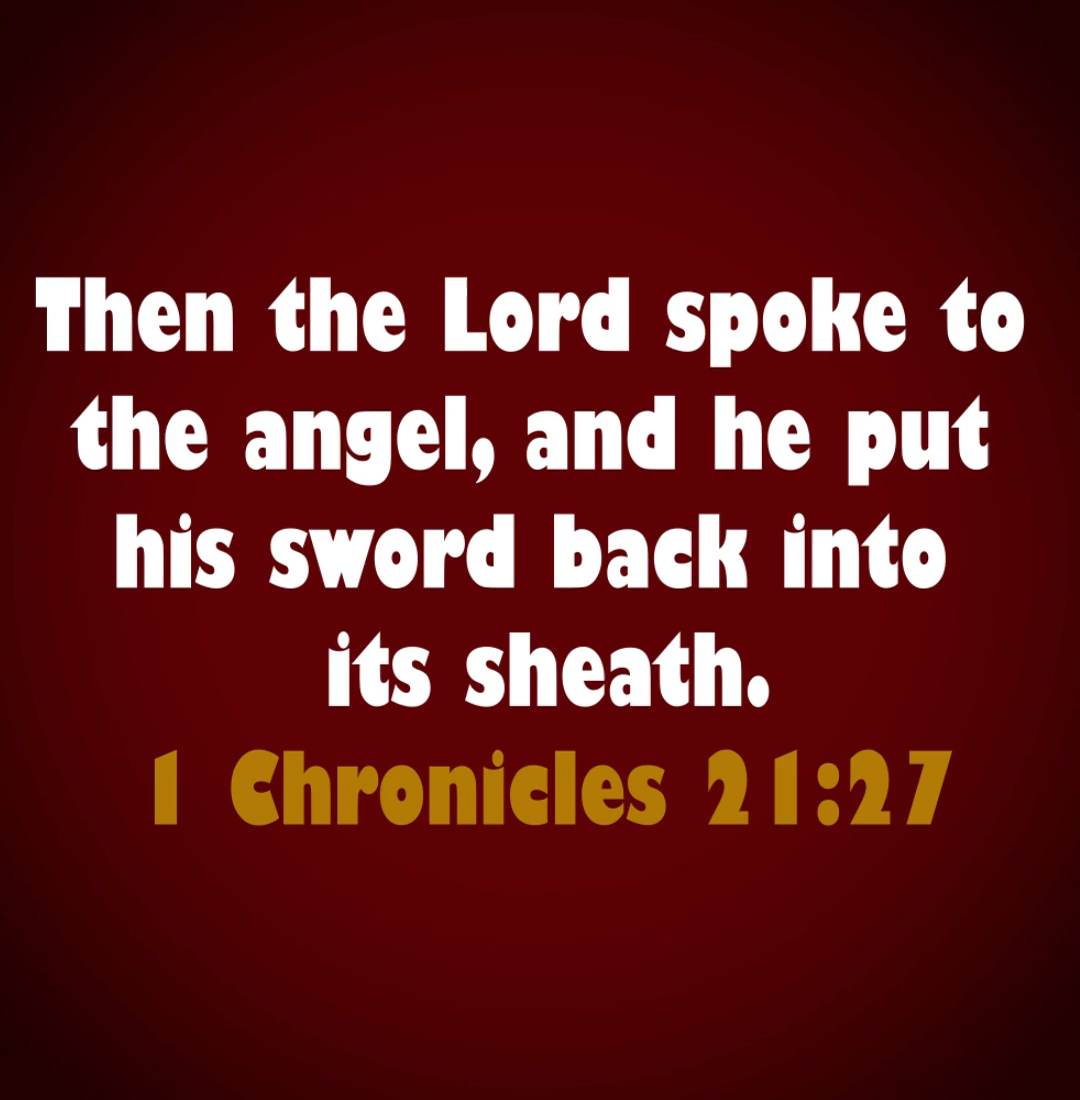 Then the Lord spoke to
the angel, and he put
his sword back into
its sheath.
1 Chronicles 21:27